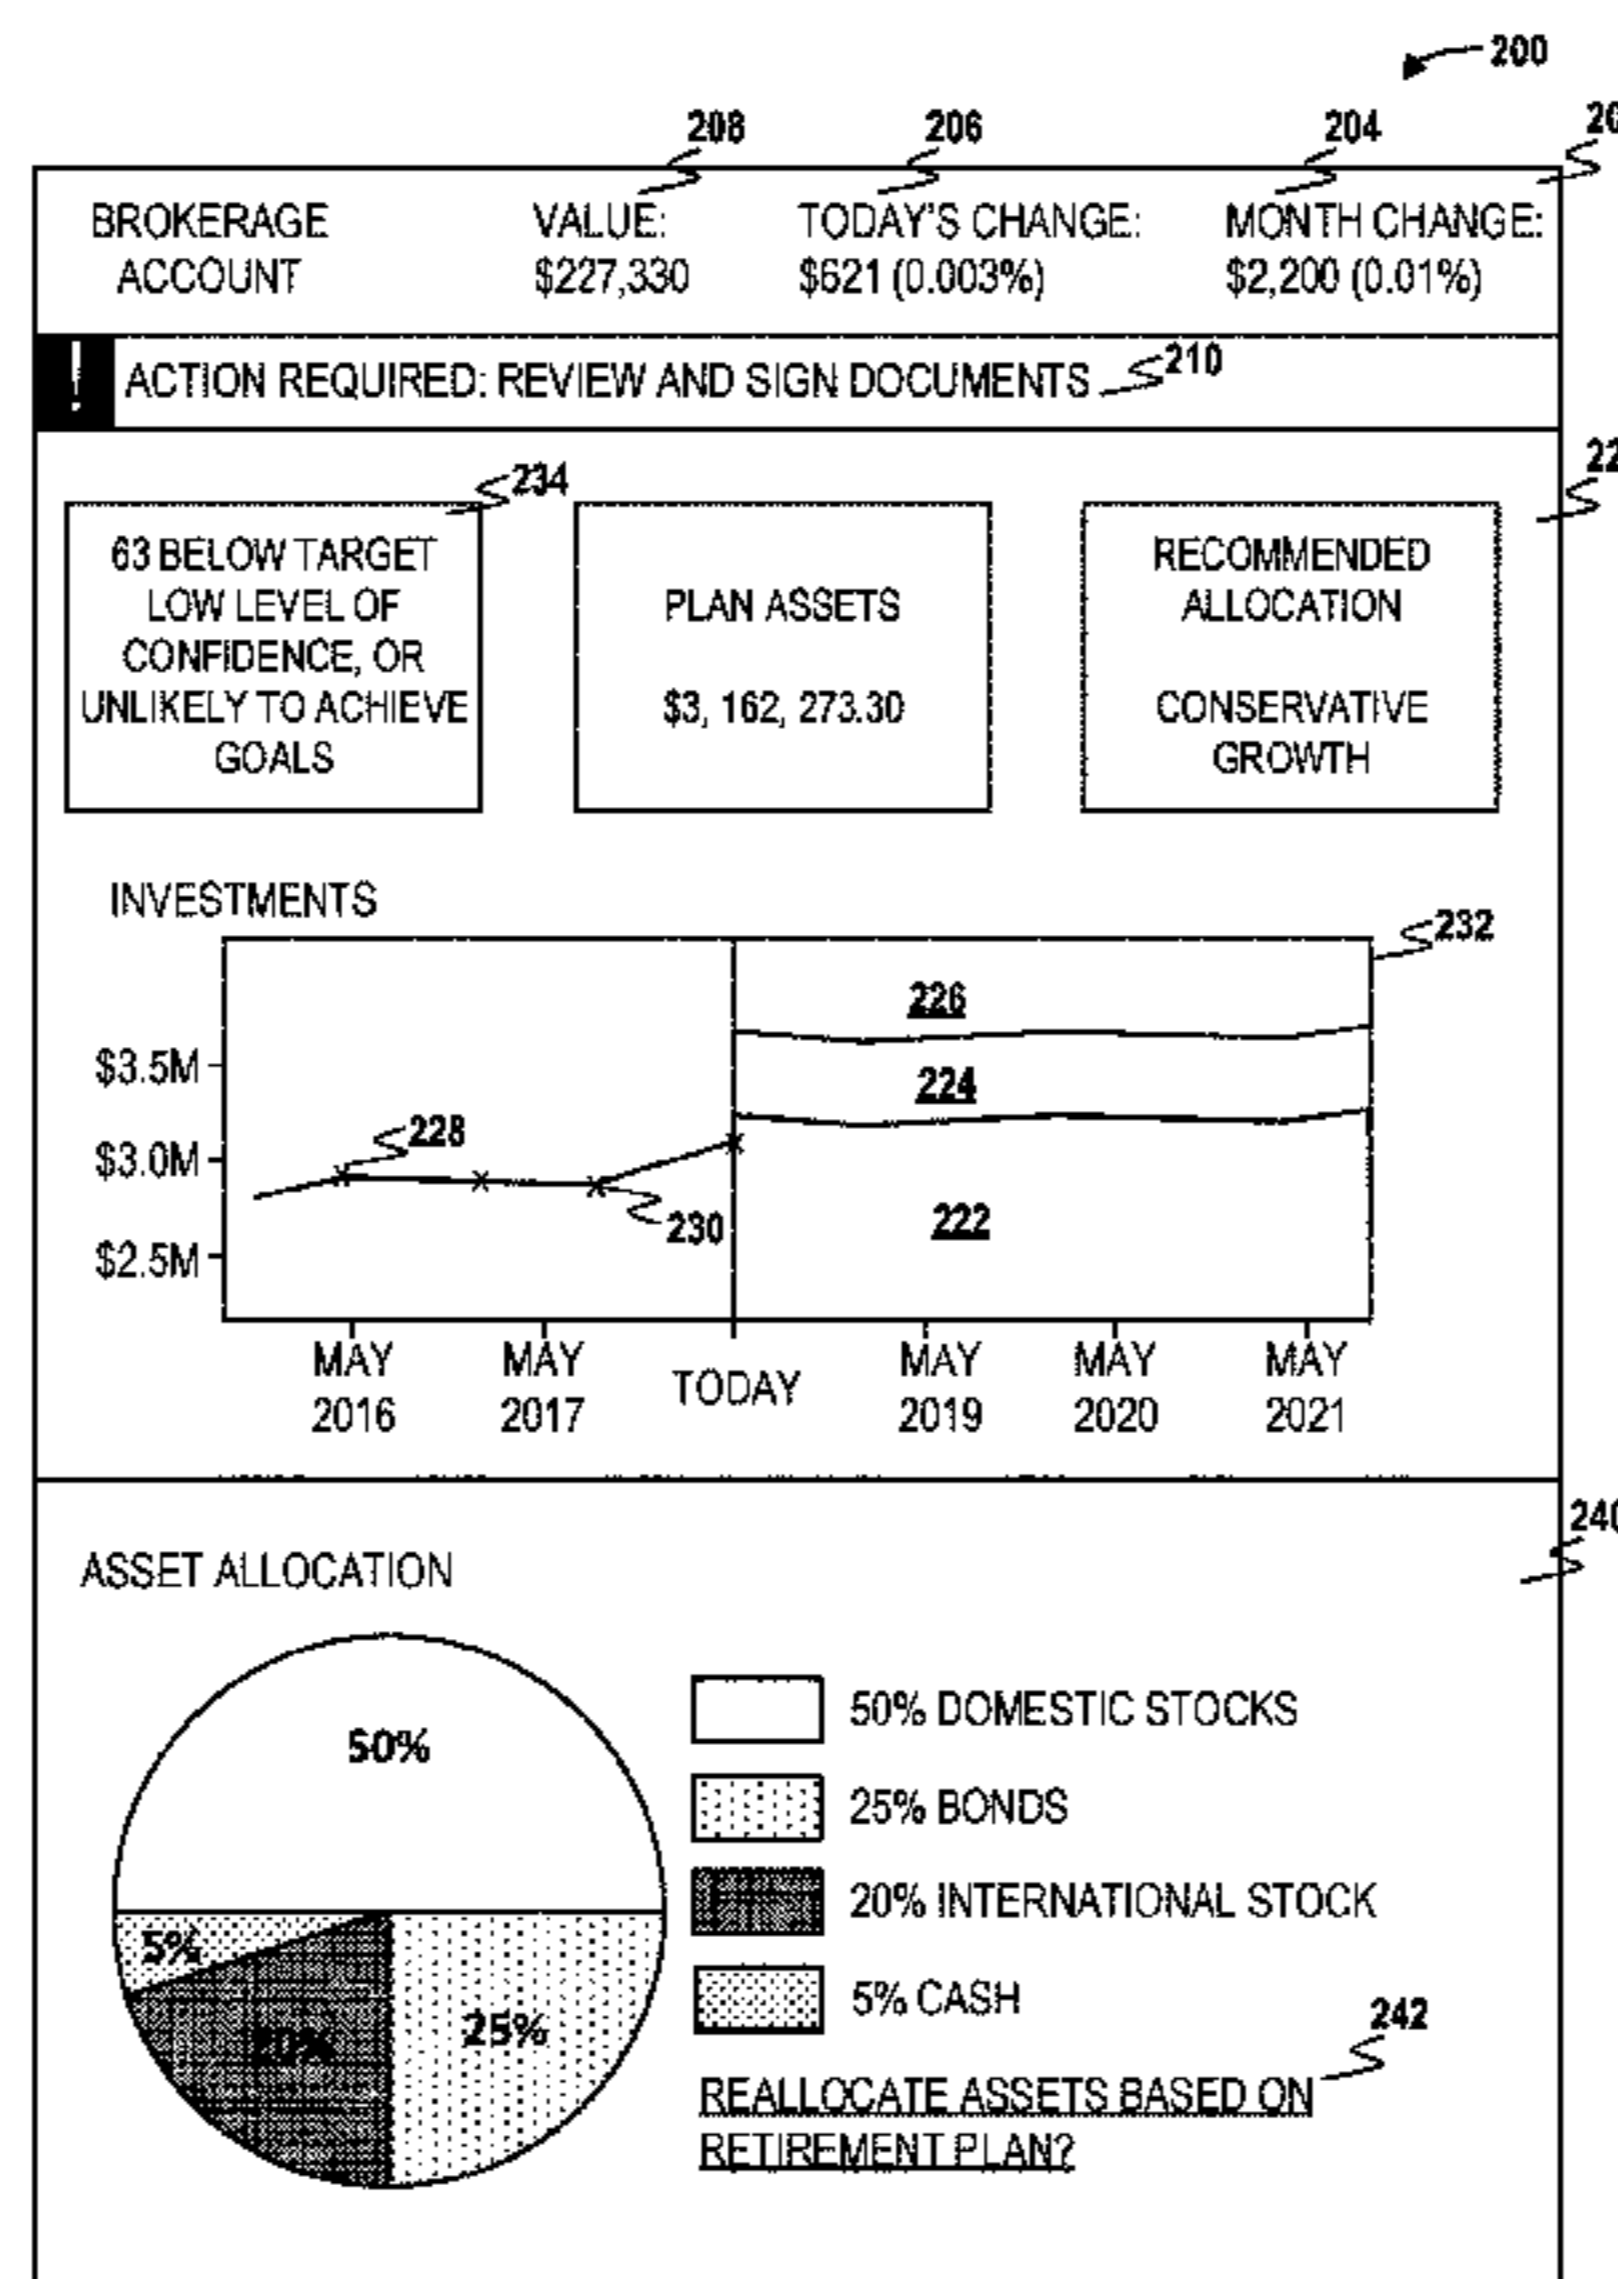 200
208 206 204
BROKERAGE
ACCOUNT
VALUE:
$227,330
TODAY'S CHANGE:
$621 (0.003%)
MONTH CHANGE:
$2,200 (0.01%)
! ACTION REQUIRED: REVIEW AND SIGN DOCUMENTS 210
234
63 BELOW TARGET
LOW LEVEL OF
CONFIDENCE, OR
UNLIKELY TO ACHIEVE
GOALS
PLAN ASSETS
$3, 162, 273.30
RECOMMENDED
ALLOCATION
CONSERVATIVE
GROWTH
INVESTMENTS
232
226
$3.5M
224
228
$3.0M
230
222
$2.5M
MAY
2016
MAY
2017
TODAY
MAY
2019
MAY
2020
MAY
2021
240
ASSET ALLOCATION
50%
5%
20%
25%
50% DOMESTIC STOCKS
25% BONDS
20% INTERNATIONAL STOCK
5% CASH
242
REALLOCATE ASSETS BASED ON
RETIREMENT PLAN?